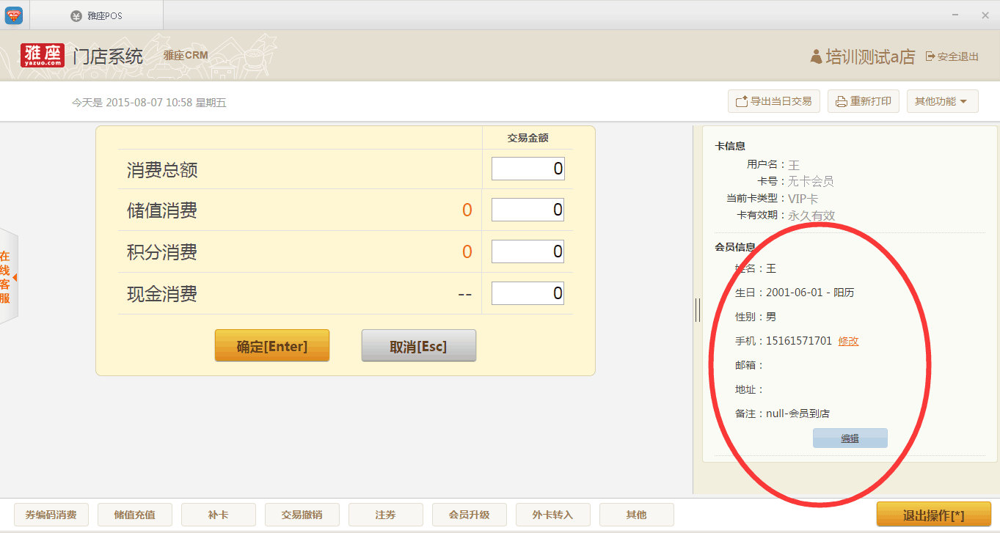 雅座POS
雅座 yazuo.com 门店系统 雅座CRM 培训测试a店 安全退出
今天是 2015-08-07 10:58 星期五 导出当日交易 重新打印 其他功能
交易金额
消费总额 0
储值消费 0 0
积分消费 0 0
现金消费 -- 0
确定[Enter] 取消[Esc]
在线客服
卡信息
用户名：王
卡号：无卡会员
当前卡类型：VIP卡
卡有效期：永久有效
会员信息
姓名：王
生日：2001-06-01 - 阳历
性别：男
手机：15161571701 修改
邮箱：
地址：
备注：null-会员到店
编辑
券编码消费 储值充值 补卡 交易撤销 注券 会员升级 外卡转入 其他 退出操作[*]